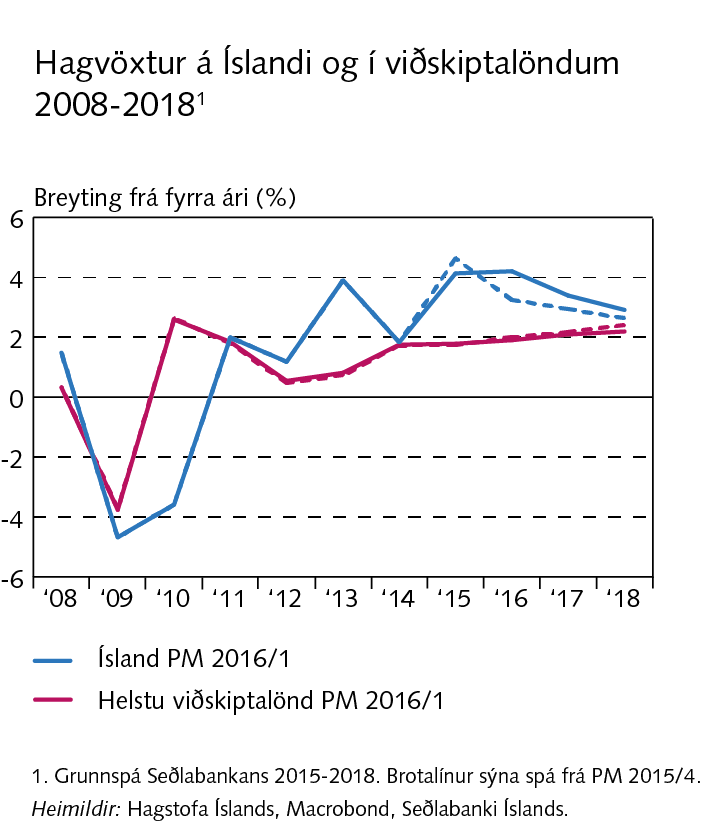 Hagvöxtur á Íslandi og í viðskiptalöndum
2008-2018¹
Breyting frá fyrra ári (%)
6
4
2
0
-2
-4
-6
‘08 ‘09 ‘10 ‘11 ‘12 ‘13 ‘14 ‘15 ‘16 ‘17 ‘18
Ísland PM 2016/1
Helstu viðskiptalönd PM 2016/1
1. Grunnspá Seðlabankans 2015-2018. Brotalínur sýna spá frá PM 2015/4.
Heimildir: Hagstofa Íslands, Macrobond, Seðlabanki Íslands.